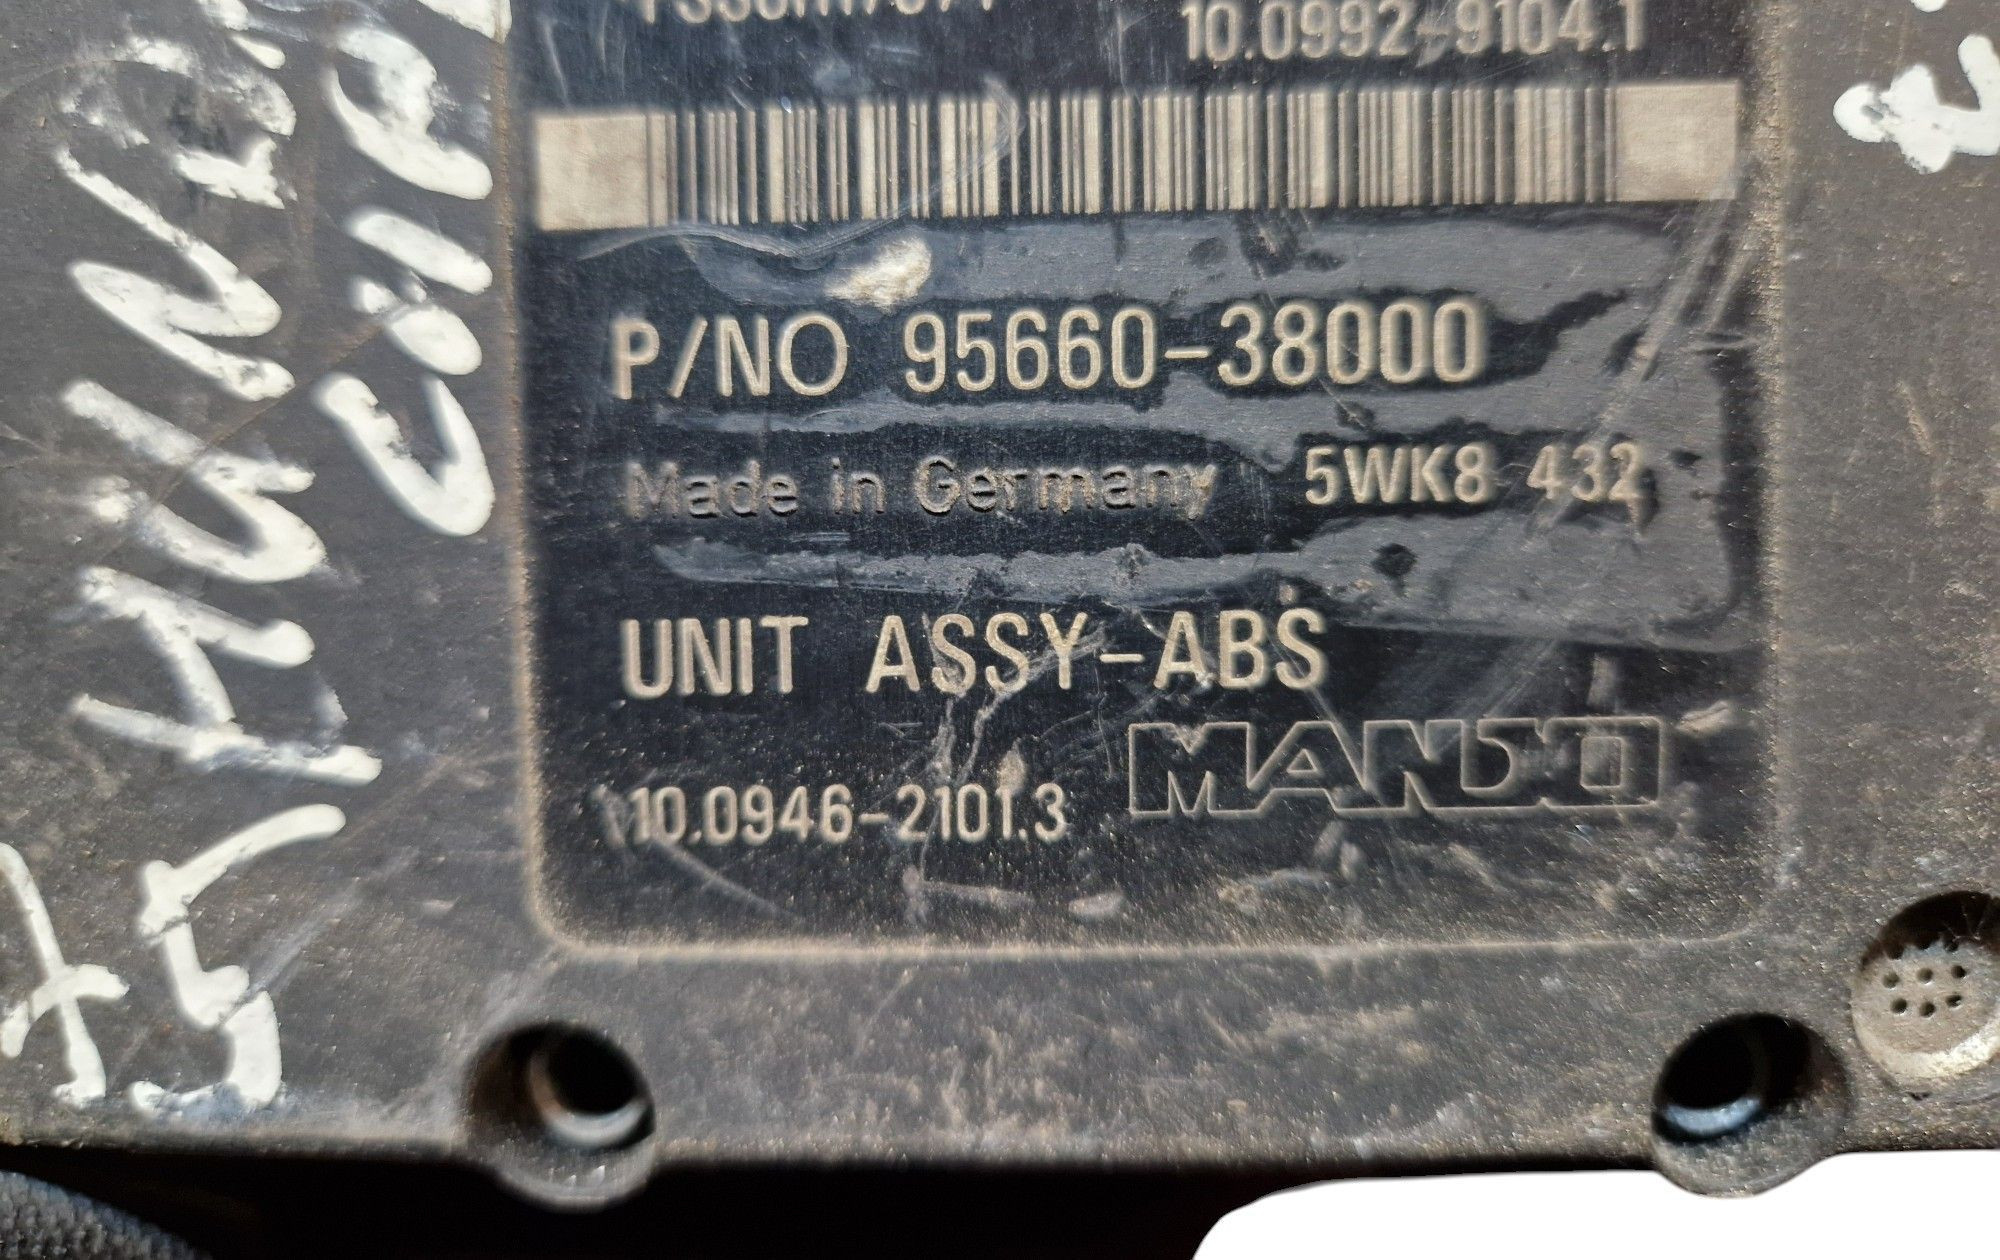 10.0992-9104.1
P/NO 95660-38000
Made in Germany 5WK8 432
UNIT ASSY-ABS
MANDO
10.0946-2101.3